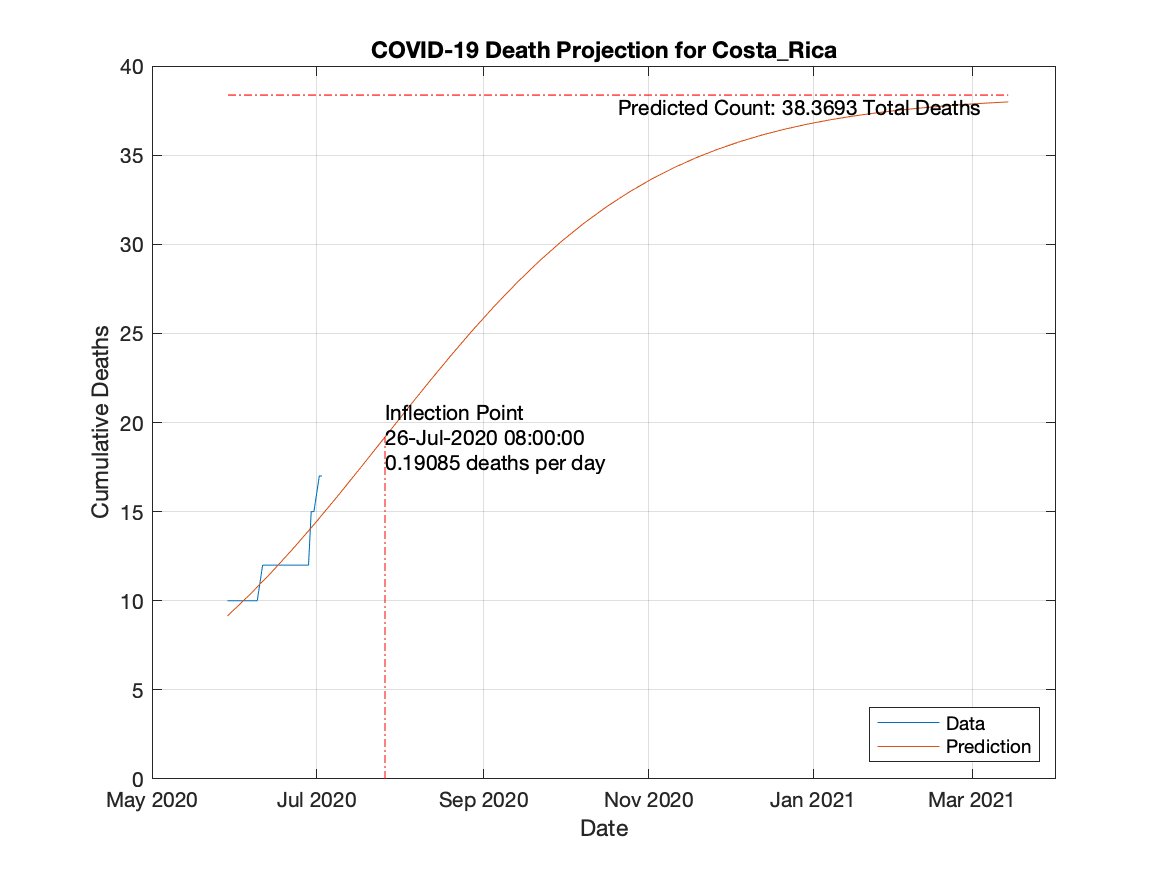 COVID-19 Death Projection for Costa_Rica
40
35
30
25
20
15
10
5
0
Cumulative Deaths
Predicted Count: 38.3693 Total Deaths
Inflection Point
26-Jul-2020 08:00:00
0.19085 deaths per day
Data
Prediction
May 2020 Jul 2020 Sep 2020 Nov 2020 Jan 2021 Mar 2021
Date